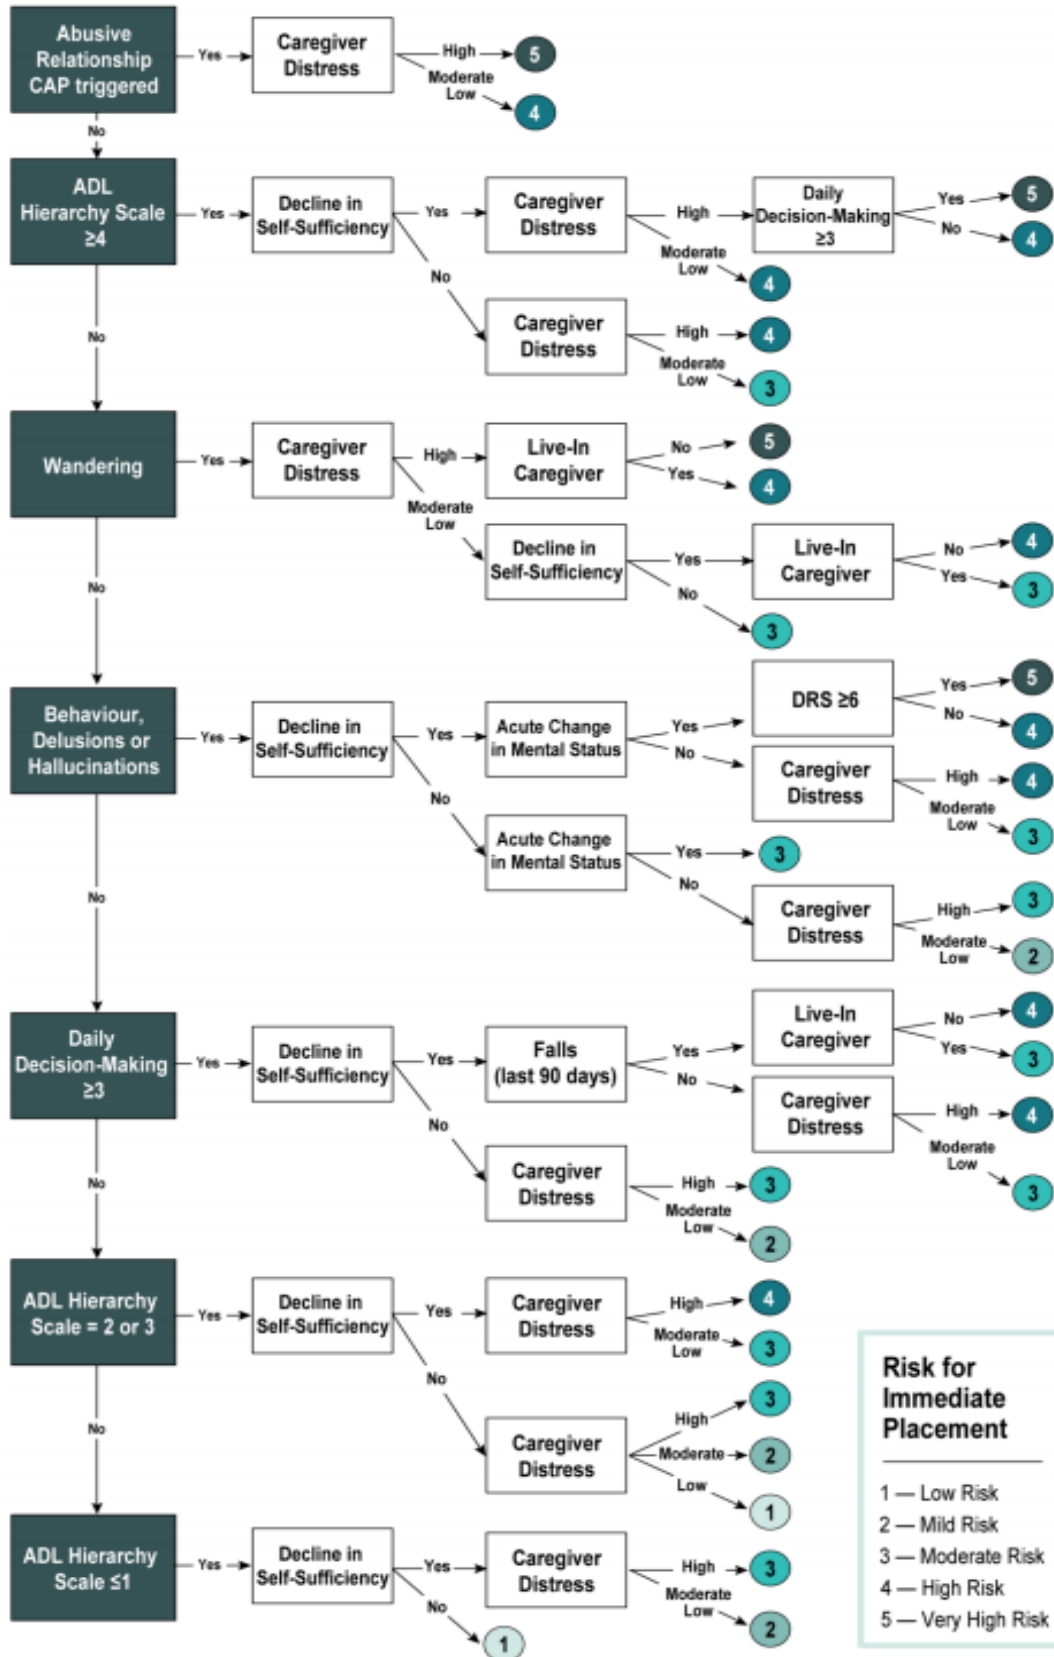 Abusive
Relationship
CAP triggered
Yes
Caregiver
Distress
High
5
Moderate
Low
4
No
ADL
Hierarchy Scale
≥4
Yes
Decline in
Self-Sufficiency
Yes
Caregiver
Distress
High
Daily
Decision-Making
≥3
Yes
5
No
4
Moderate
Low
4
No
Caregiver
Distress
High
4
Moderate
Low
3
No
Wandering
Yes
Caregiver
Distress
High
Live-In
Caregiver
No
5
Yes
4
Moderate
Low
Decline in
Self-Sufficiency
Yes
Live-In
Caregiver
No
4
Yes
3
No
3
No
Behaviour,
Delusions or
Hallucinations
Yes
Decline in
Self-Sufficiency
Yes
Acute Change
in Mental Status
Yes
DRS ≥6
Yes
5
No
4
No
Caregiver
Distress
High
4
Moderate
Low
3
No
Acute Change
in Mental Status
Yes
3
No
Caregiver
Distress
High
3
Moderate
Low
2
No
Daily
Decision-Making
≥3
Yes
Decline in
Self-Sufficiency
Yes
Falls
(last 90 days)
Yes
Live-In
Caregiver
No
4
Yes
3
No
Caregiver
Distress
High
4
Moderate
Low
3
No
Caregiver
Distress
High
3
Moderate
Low
2
No
ADL Hierarchy
Scale = 2 or 3
Yes
Decline in
Self-Sufficiency
Yes
Caregiver
Distress
High
4
Moderate
Low
3
No
Caregiver
Distress
High
3
Moderate
2
Low
1
No
ADL Hierarchy
Scale ≤1
Yes
Decline in
Self-Sufficiency
Yes
Caregiver
Distress
High
3
Moderate
Low
2
No
1
Risk for
Immediate
Placement
1 — Low Risk
2 — Mild Risk
3 — Moderate Risk
4 — High Risk
5 — Very High Risk